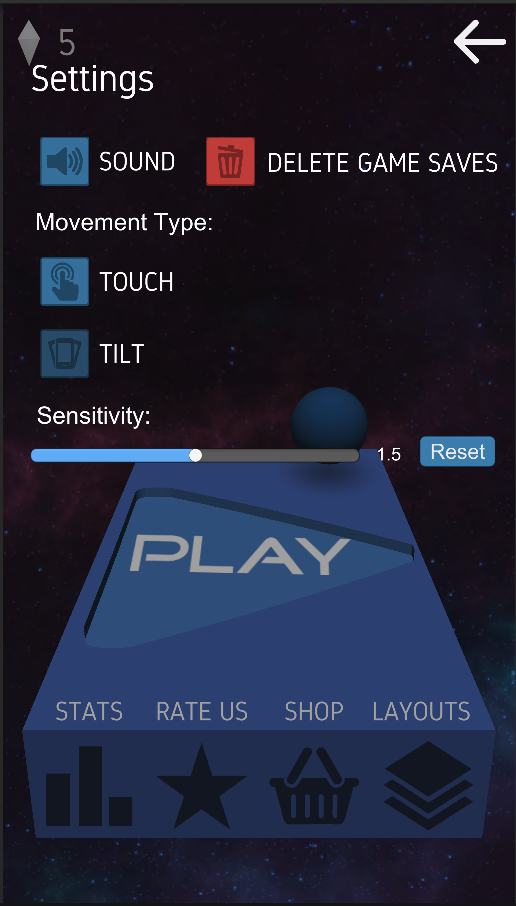 5
Settings
SOUND DELETE GAME SAVES
Movement Type:
TOUCH
TILT
Sensitivity:
1.5 Reset
PLAY
STATS RATE US SHOP LAYOUTS